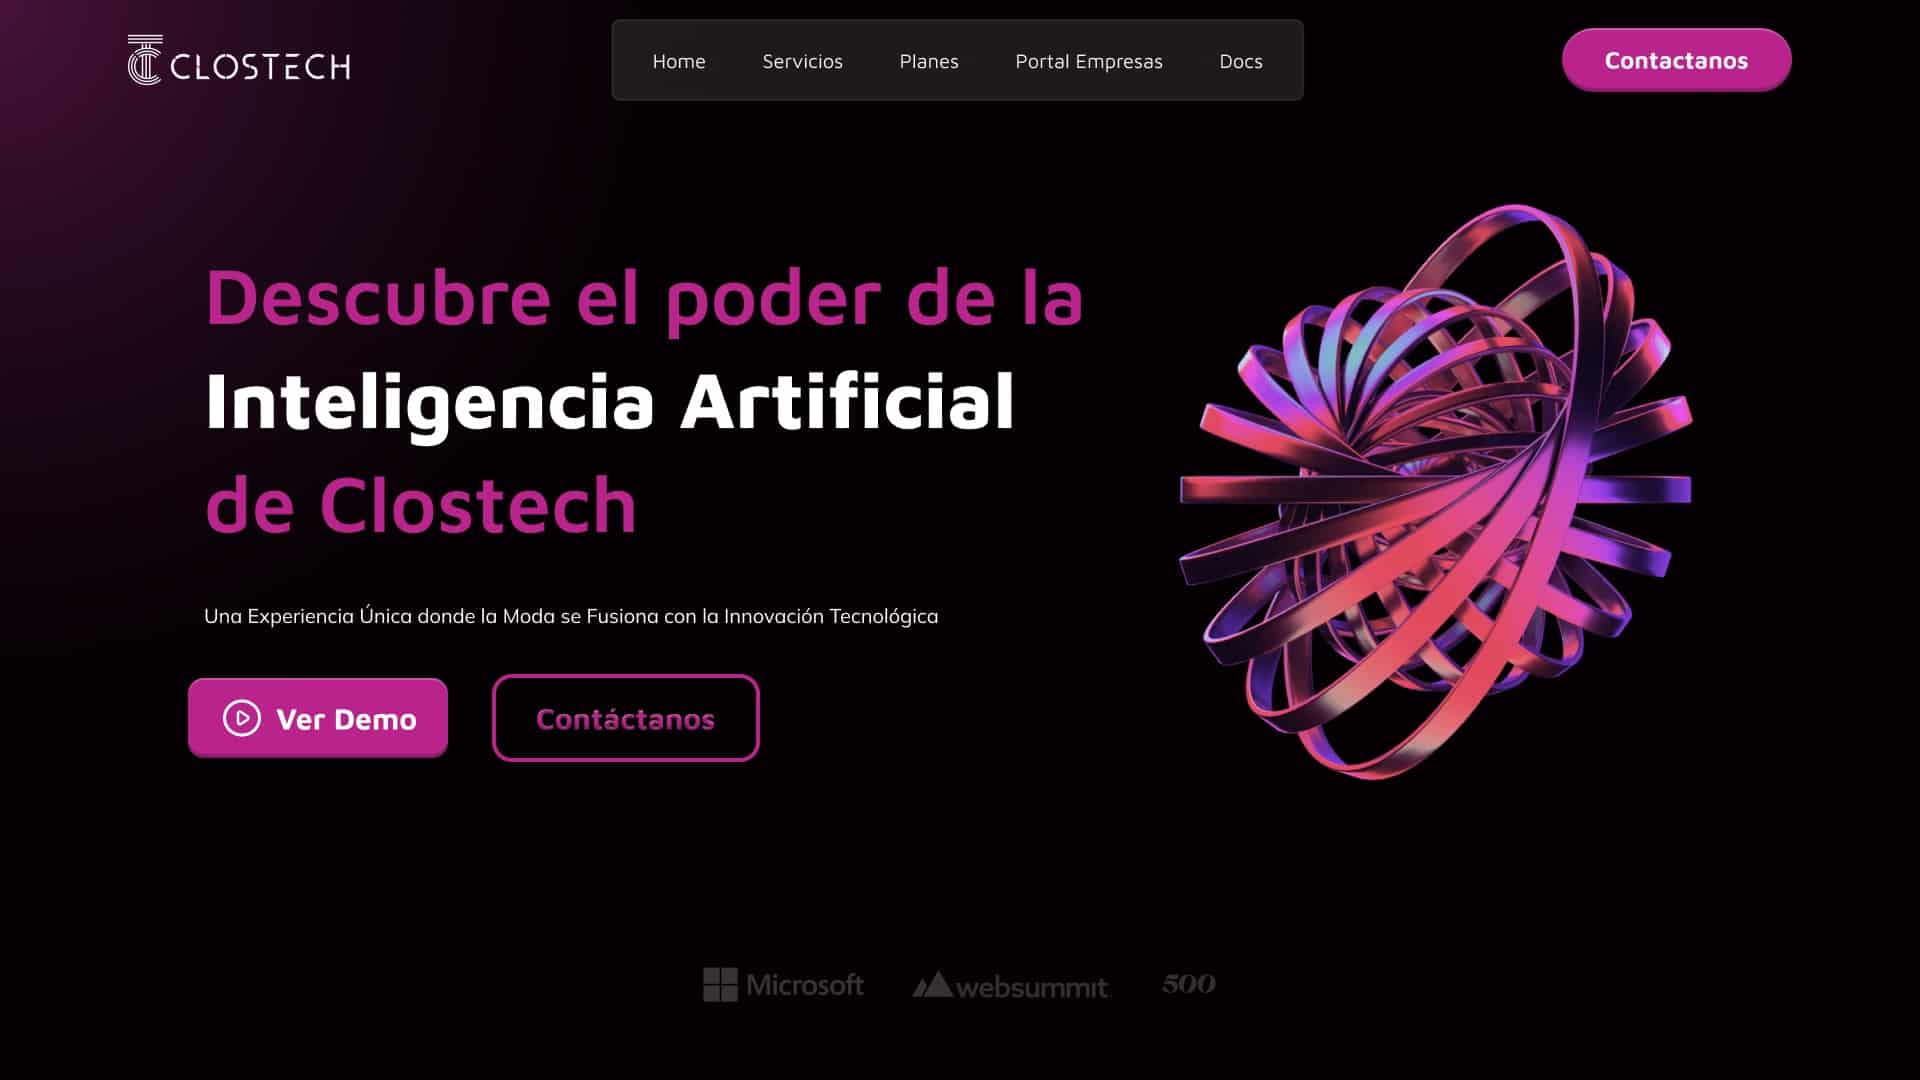 CLOSTECH
Home Servicios Planes Portal Empresas Docs
Contactanos
Descubre el poder de la
Inteligencia Artificial
de Clostech
Una Experiencia Única donde la Moda se Fusiona con la Innovación Tecnológica
Ver Demo
Contáctanos
Microsoft websummit 500